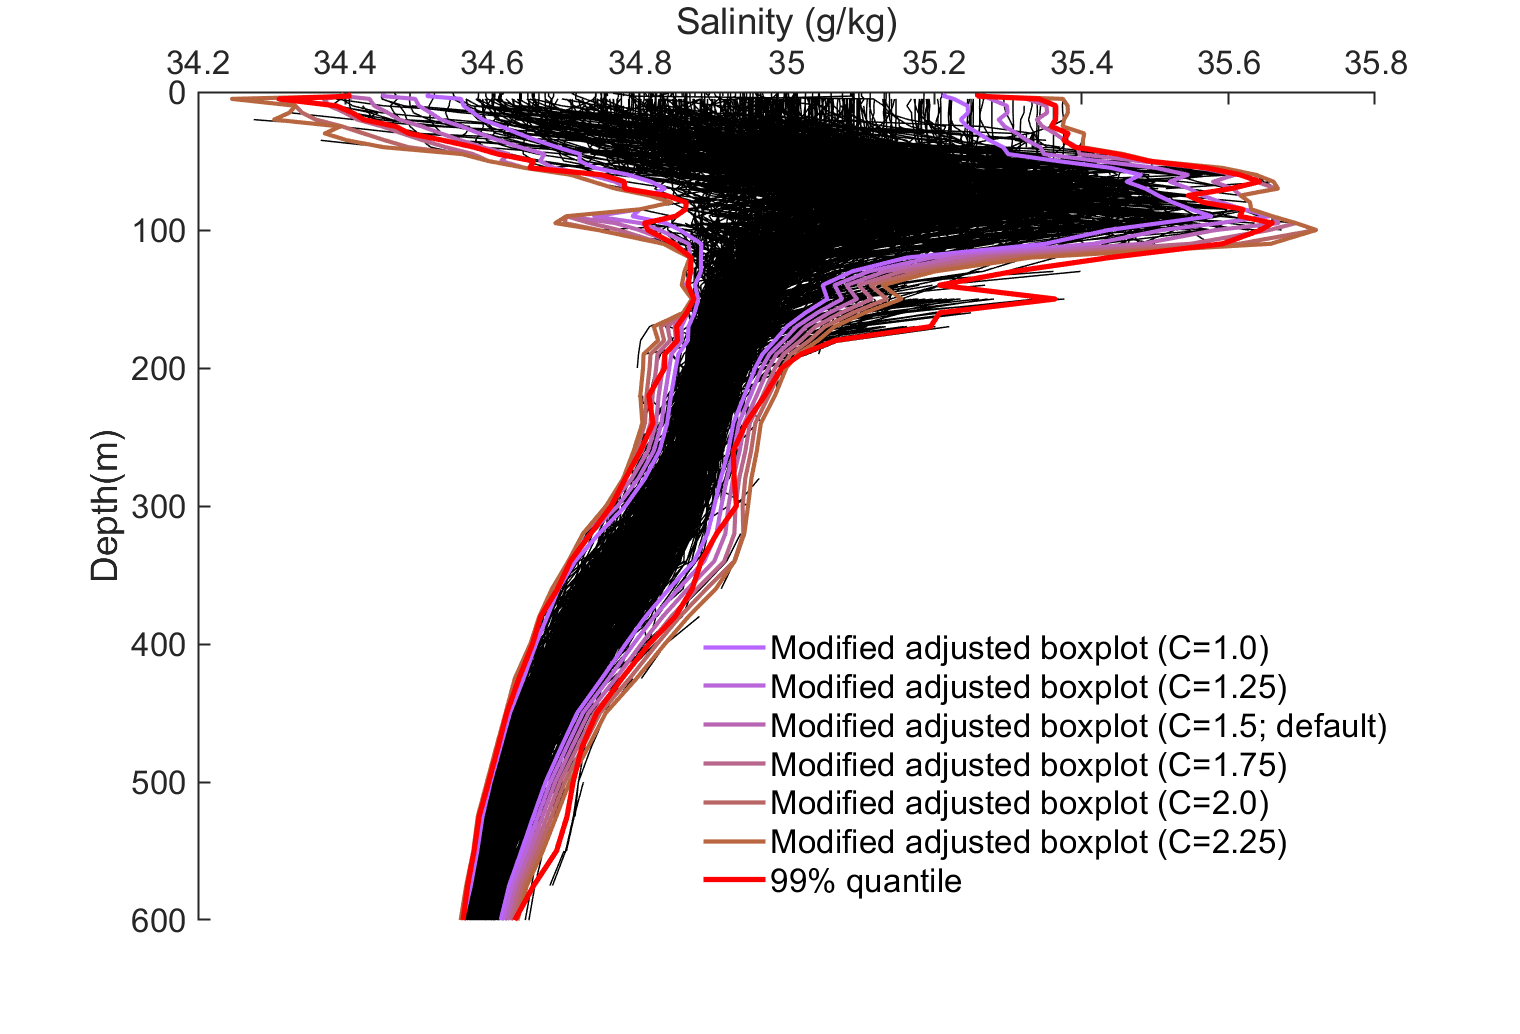 Salinity (g/kg)
34.2 34.4 34.6 34.8 35 35.2 35.4 35.6 35.8
0
100
200
300
400
500
600
Depth(m)
Modified adjusted boxplot (C=1.0)
Modified adjusted boxplot (C=1.25)
Modified adjusted boxplot (C=1.5; default)
Modified adjusted boxplot (C=1.75)
Modified adjusted boxplot (C=2.0)
Modified adjusted boxplot (C=2.25)
99% quantile